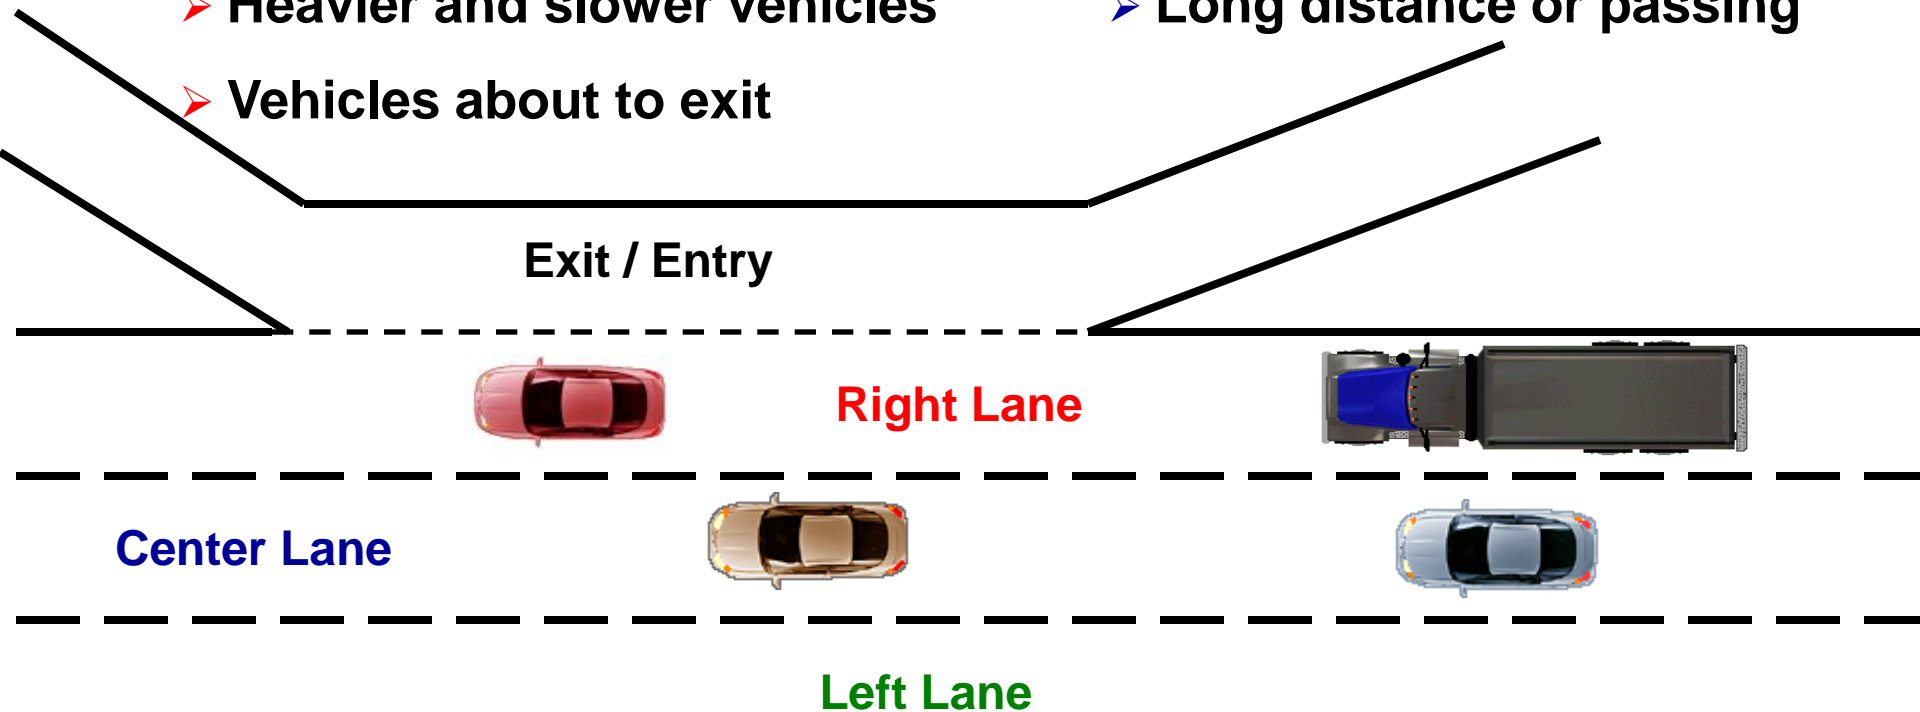 Heavier and slower vehicles
Long distance or passing
Vehicles about to exit
Exit / Entry
Right Lane
Center Lane
Left Lane